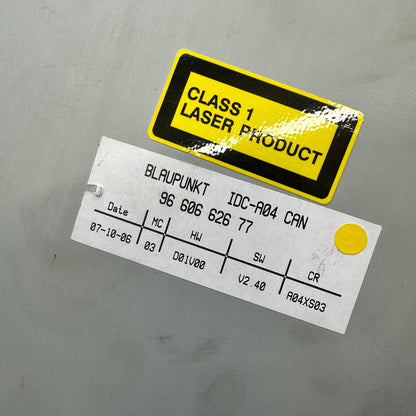 CLASS 1
LASER PRODUCT
BLAUPUNKT IDC-A04 CAN
96 606 626 77
Date MC HW SW CR
07-10-06 03 D01V00 V2.40 A04XS03